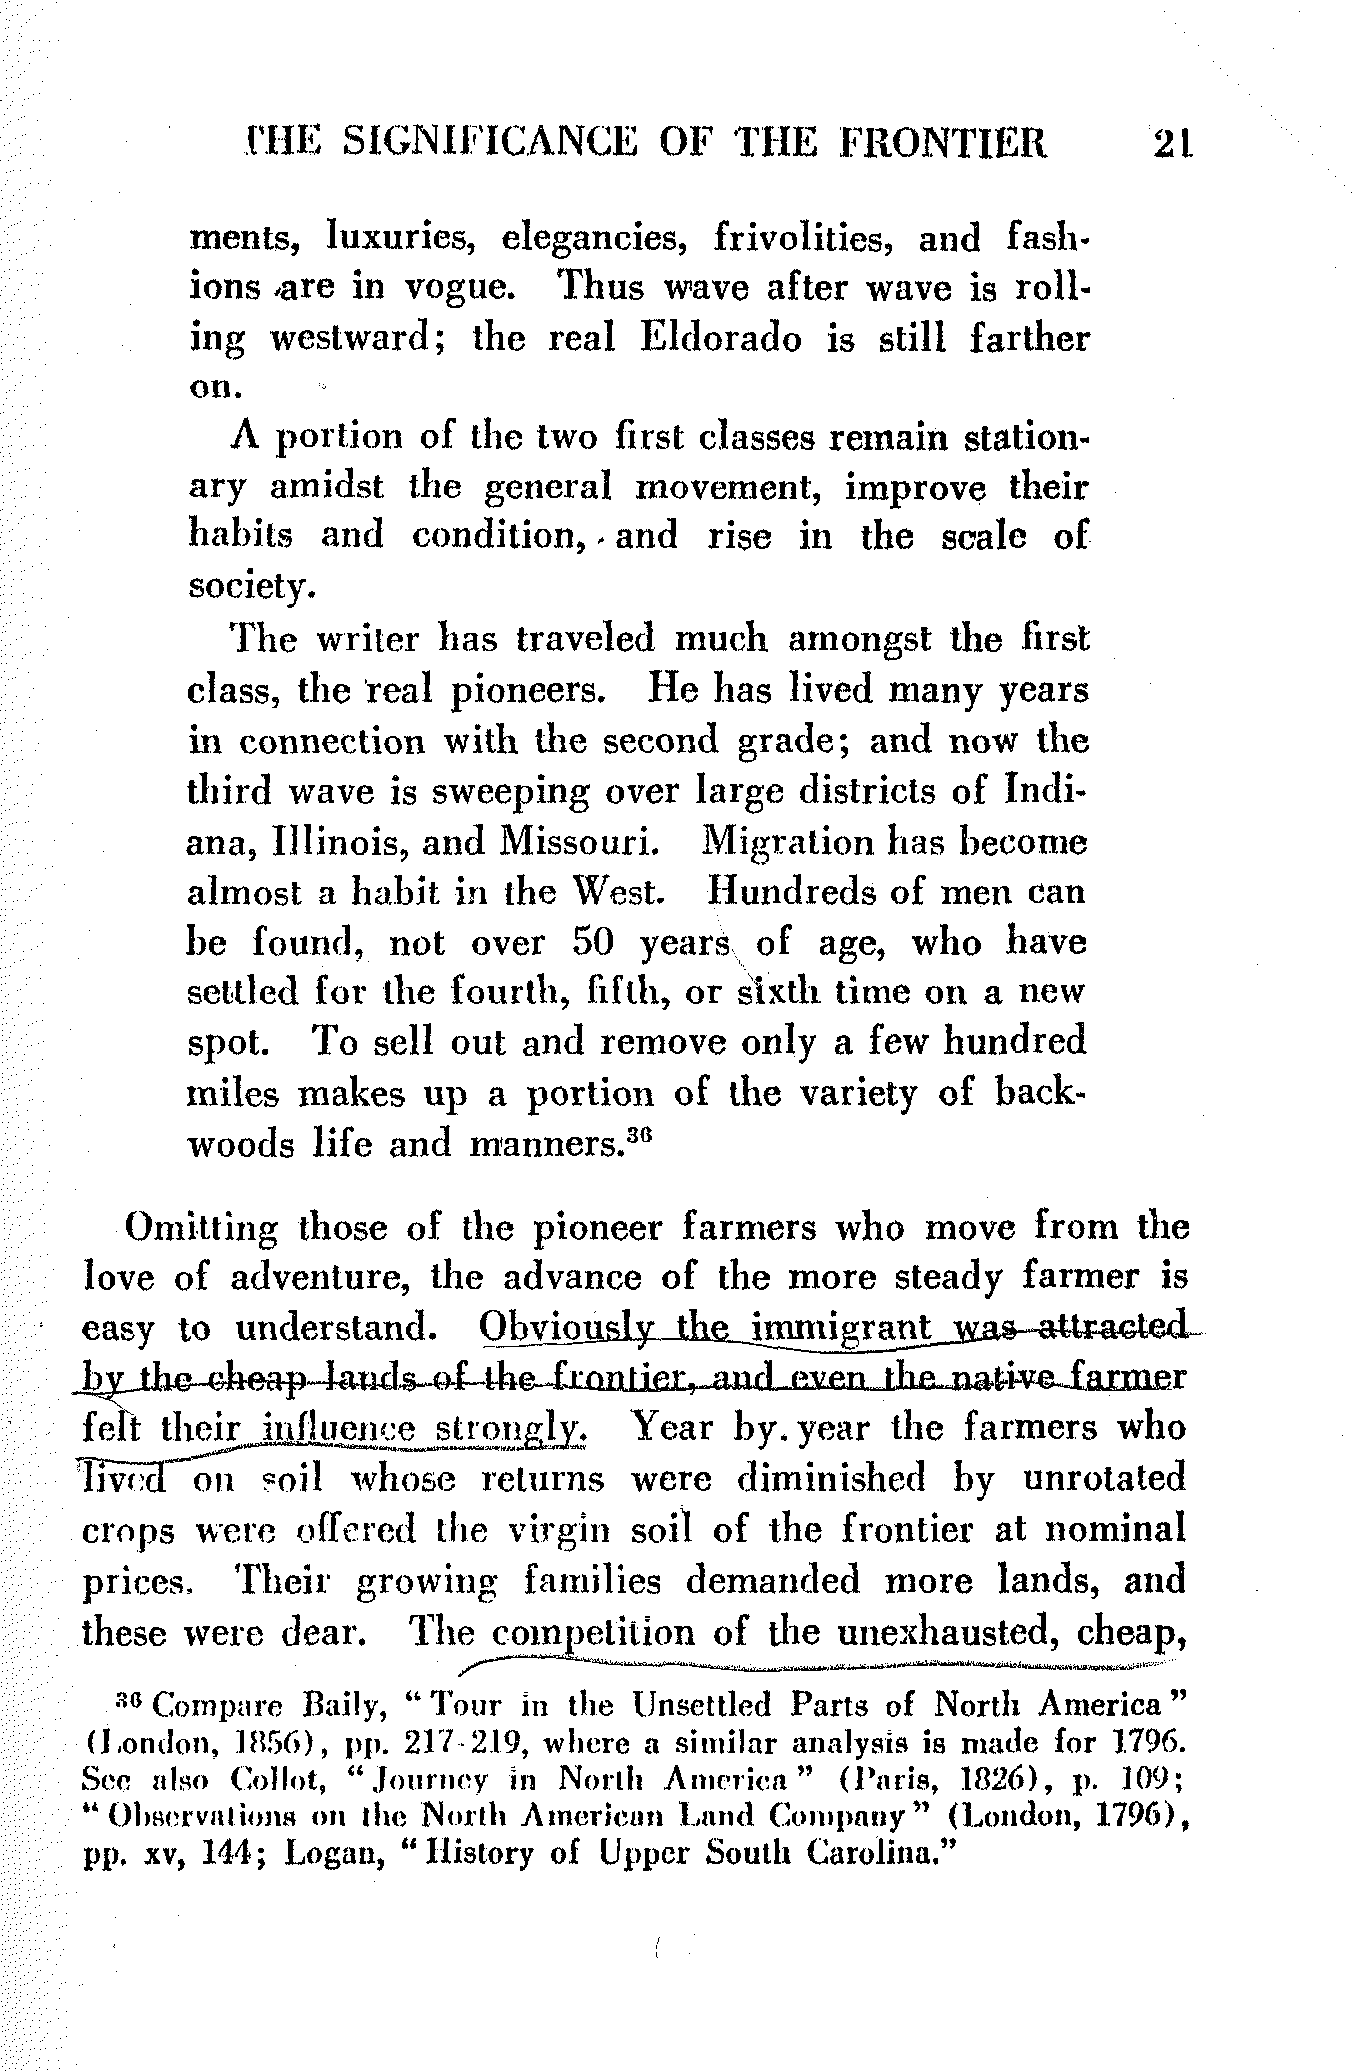 THE SIGNIFICANCE OF THE FRONTIER 21
ments, luxuries, elegancies, frivolities, and fash-
ions are in vogue. Thus wave after wave is roll-
ing westward; the real Eldorado is still farther
on.
A portion of the two first classes remain station-
ary amidst the general movement, improve their
habits and condition, and rise in the scale of
society.
The writer has traveled much amongst the first
class, the real pioneers. He has lived many years
in connection with the second grade; and now the
third wave is sweeping over large districts of Indi-
ana, Illinois, and Missouri. Migration has become
almost a habit in the West. Hundreds of men can
be found, not over 50 years of age, who have
settled for the fourth, fifth, or sixth time on a new
spot. To sell out and remove only a few hundred
miles makes up a portion of the variety of back-
woods life and manners.³⁶
Omitting those of the pioneer farmers who move from the
love of adventure, the advance of the more steady farmer is
easy to understand. Obviously the immigrant was attracted
by the cheap lands of the frontier, and even the native farmer
felt their influence strongly. Year by year the farmers who
lived on soil whose returns were diminished by unrotated
crops were offered the virgin soil of the frontier at nominal
prices. Their growing families demanded more lands, and
these were dear. The competition of the unexhausted, cheap,
³⁶ Compare Baily, "Tour in the Unsettled Parts of North America"
(London, 1856), pp. 217-219, where a similar analysis is made for 1796.
See also Collot, "Journey in North America" (Paris, 1826), p. 109;
"Observations on the North American Land Company" (London, 1796),
pp. xv, 144; Logan, "History of Upper South Carolina."